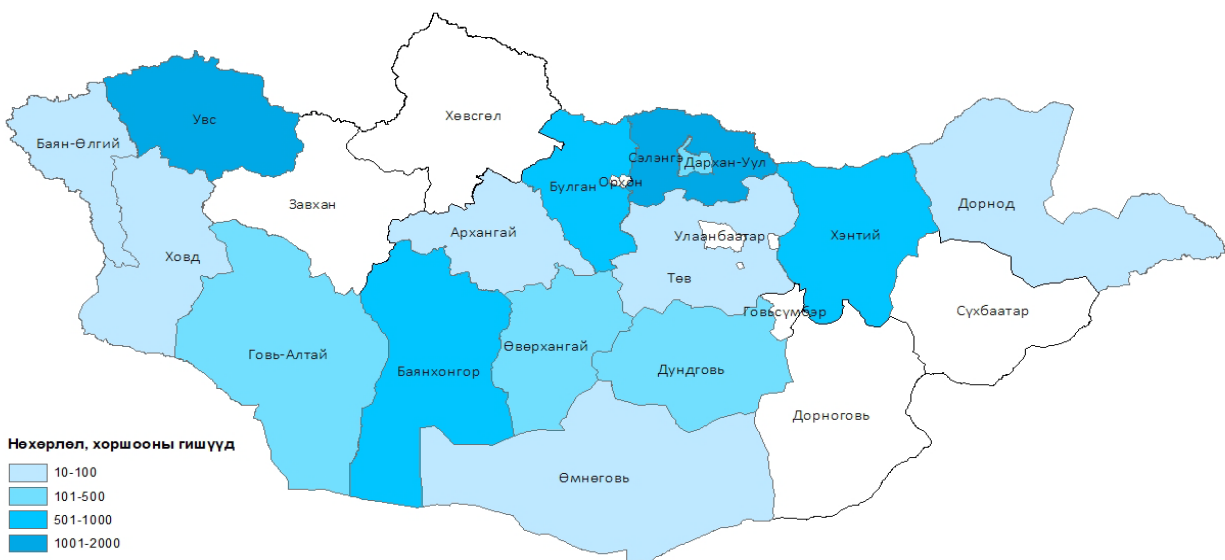 Хөвсгөл
Увс
Баян-Өлгий
Сэлэнгэ
Дархан-Уул
Орхон
Булган
Завхан
Дорнод
Архангай
Улаанбаатар
Хэнтий
Ховд
Төв
Говьсүмбэр
Сүхбаатар
Өвөрхангай
Говь-Алтай
Баянхонгор
Дундговь
Дорноговь
Өмнөговь
Нөхөрлөл, хоршооны гишүүд
10-100
101-500
501-1000
1001-2000